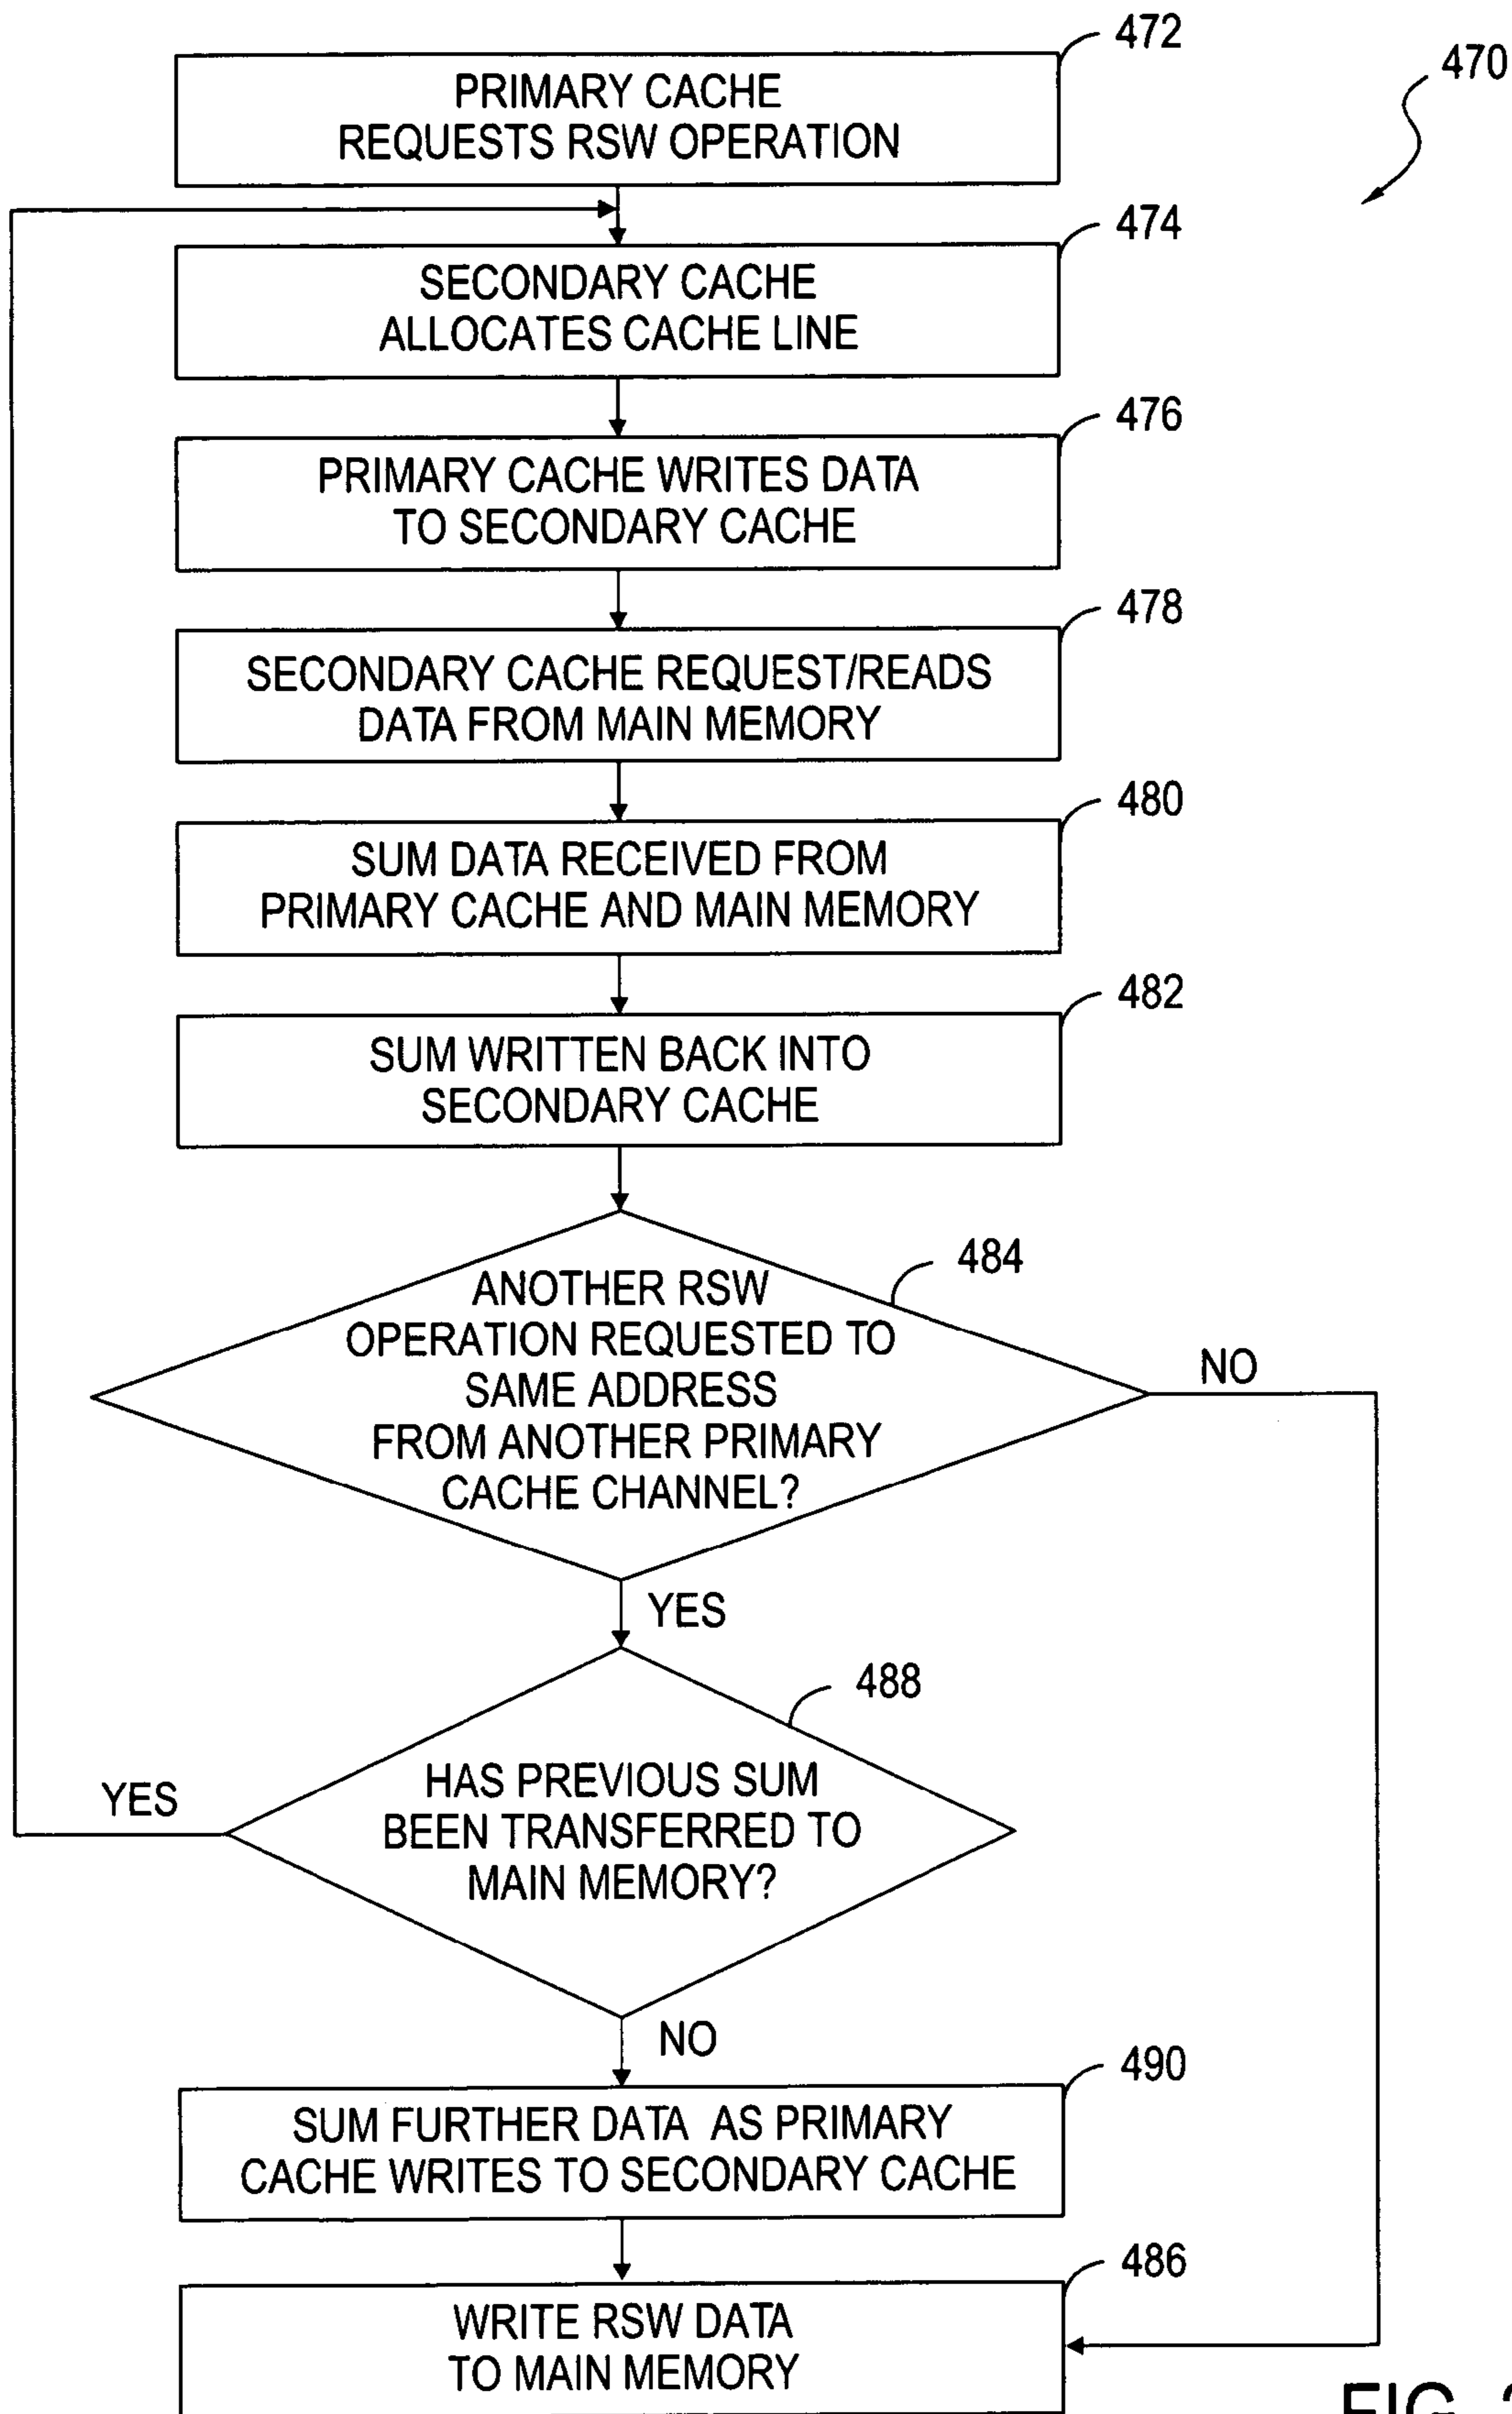 472
470
PRIMARY CACHE
REQUESTS RSW OPERATION
474
SECONDARY CACHE
ALLOCATES CACHE LINE
476
PRIMARY CACHE WRITES DATA
TO SECONDARY CACHE
478
SECONDARY CACHE REQUEST/READS
DATA FROM MAIN MEMORY
480
SUM DATA RECEIVED FROM
PRIMARY CACHE AND MAIN MEMORY
482
SUM WRITTEN BACK INTO
SECONDARY CACHE
484
ANOTHER RSW
OPERATION REQUESTED TO
SAME ADDRESS
FROM ANOTHER PRIMARY
CACHE CHANNEL?
NO
YES
488
HAS PREVIOUS SUM
BEEN TRANSFERRED TO
MAIN MEMORY?
YES
NO
490
SUM FURTHER DATA AS PRIMARY
CACHE WRITES TO SECONDARY CACHE
486
WRITE RSW DATA
TO MAIN MEMORY
FIG.